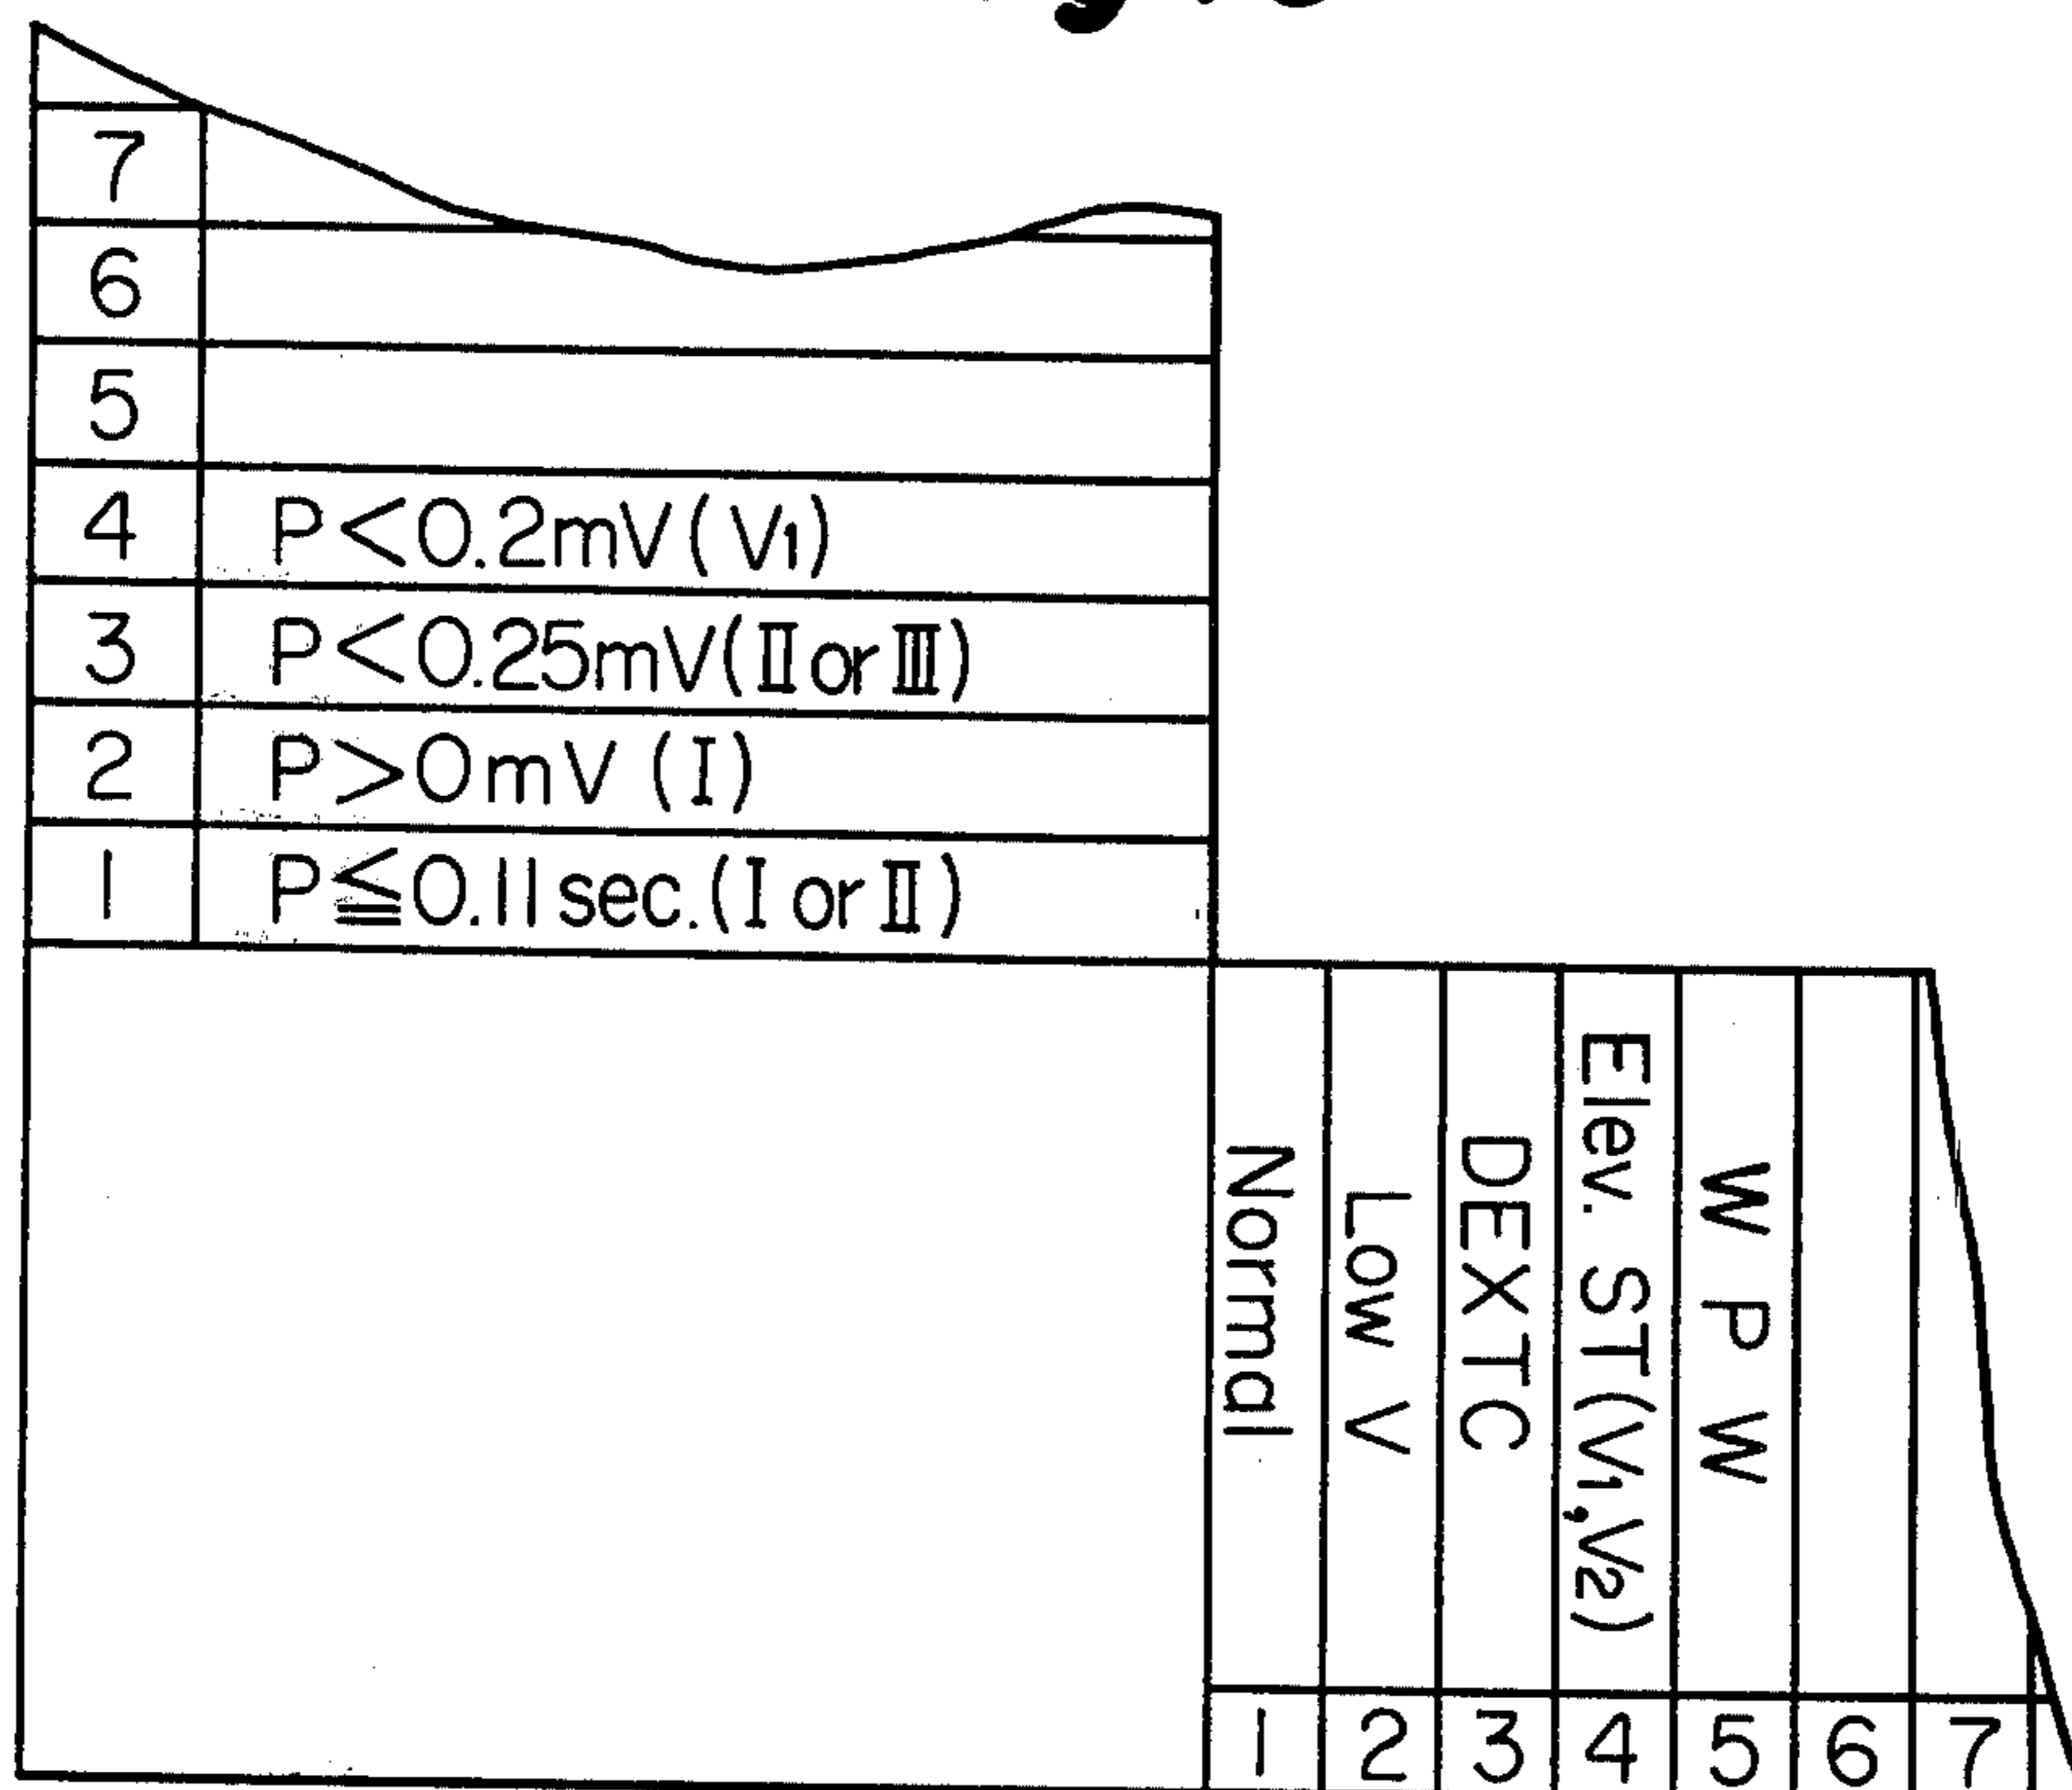 7
6
5
4 P<0.2mV(V1)
3 P<0.25mV(II or III)
2 P>0mV (I)
1 P≦0.11sec.(I or II)
Normal
Low V
DEXTC
Elev. ST(V1,V2)
W P W
1 2 3 4 5 6 7